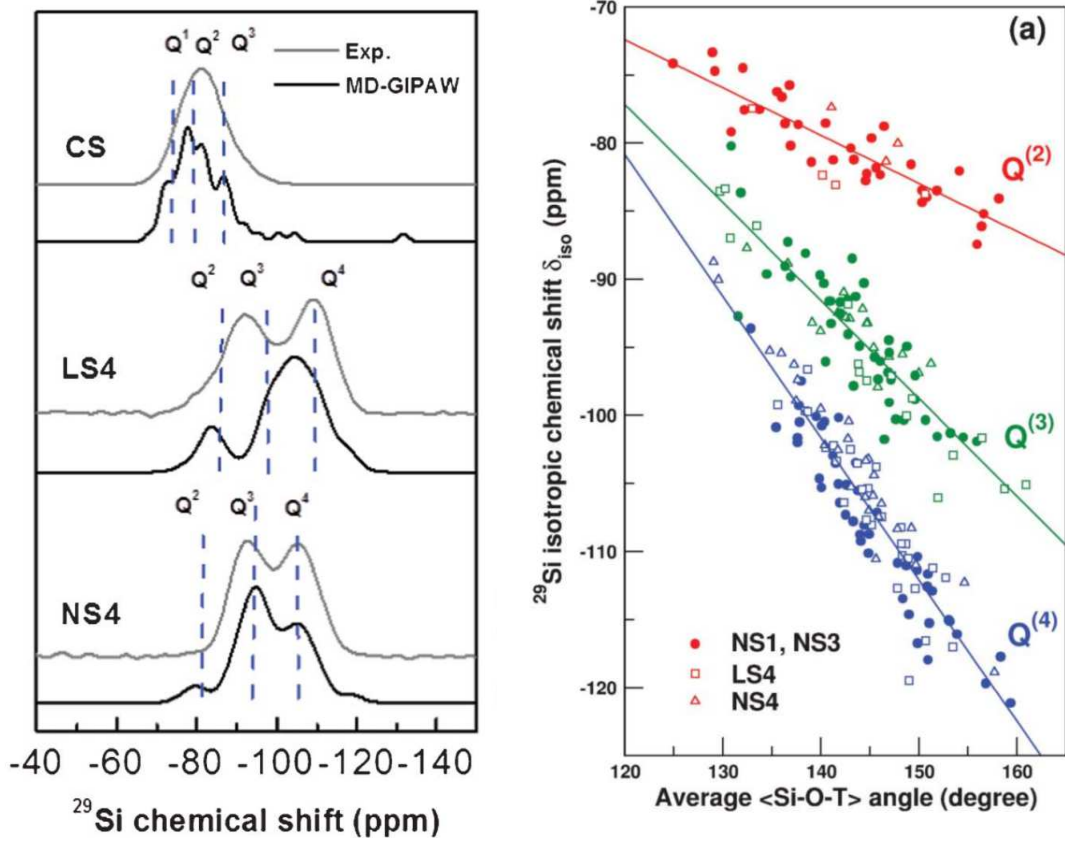 Q¹ Q² Q³
Exp.
MD-GIPAW
CS
Q² Q³ Q⁴
LS4
Q² Q³ Q⁴
NS4
-40 -60 -80 -100 -120 -140
²⁹Si chemical shift (ppm)
(a)
-70
-80
-90
-100
-110
-120
²⁹Si isotropic chemical shift δiso (ppm)
Q⁽²⁾
Q⁽³⁾
Q⁽⁴⁾
NS1, NS3
LS4
NS4
120 130 140 150 160
Average <Si-O-T> angle (degree)